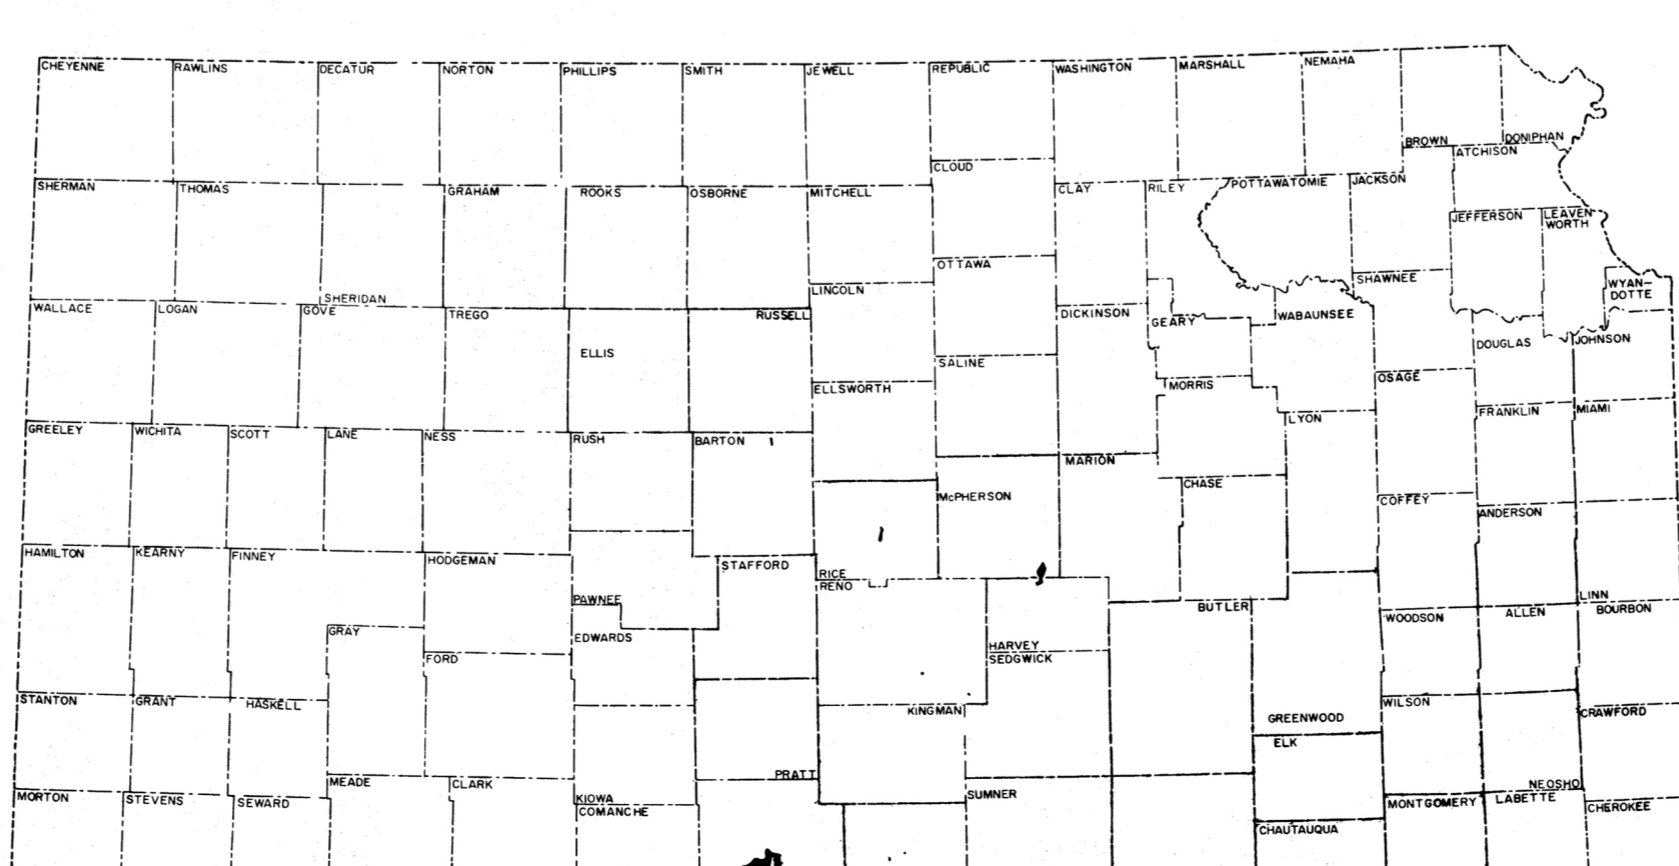 CHEYENNE
RAWLINS
DECATUR
NORTON
PHILLIPS
SMITH
JEWELL
REPUBLIC
WASHINGTON
MARSHALL
NEMAHA
BROWN
DONIPHAN
ATCHISON
CLOUD
SHERMAN
THOMAS
GRAHAM
ROOKS
OSBORNE
MITCHELL
CLAY
RILEY
POTTAWATOMIE
JACKSON
JEFFERSON
LEAVEN
WORTH
OTTAWA
SHAWNEE
WYAN-
DOTTE
LINCOLN
SHERIDAN
WALLACE
LOGAN
GOVE
TREGO
RUSSELL
DICKINSON
GEARY
WABAUNSEE
DOUGLAS
JOHNSON
ELLIS
SALINE
ELLSWORTH
MORRIS
OSAGE
FRANKLIN
MIAMI
LYON
GREELEY
WICHITA
SCOTT
LANE
NESS
RUSH
BARTON
MARION
CHASE
McPHERSON
COFFEY
ANDERSON
HAMILTON
KEARNY
FINNEY
HODGEMAN
STAFFORD
RICE
RENO
PAWNEE
LINN
BUTLER
WOODSON
ALLEN
BOURBON
GRAY
EDWARDS
HARVEY
SEDGWICK
FORD
STANTON
GRANT
HASKELL
KINGMAN
WILSON
CRAWFORD
GREENWOOD
ELK
PRATT
MEADE
CLARK
NEOSHO
MORTON
STEVENS
SEWARD
KIOWA
COMANCHE
SUMNER
MONTGOMERY
LABETTE
CHEROKEE
CHAUTAUQUA